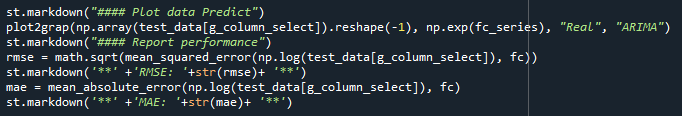 st.markdown("#### Plot data Predict")
plot2grap(np.array(test_data[g_column_select]).reshape(-1), np.exp(fc_series), "Real", "ARIMA")
st.markdown("#### Report performance")
rmse = math.sqrt(mean_squared_error(np.log(test_data[g_column_select]), fc))
st.markdown('**' +'RMSE: '+str(rmse)+ '**')
mae = mean_absolute_error(np.log(test_data[g_column_select]), fc)
st.markdown('**' +'MAE: '+str(mae)+ '**')